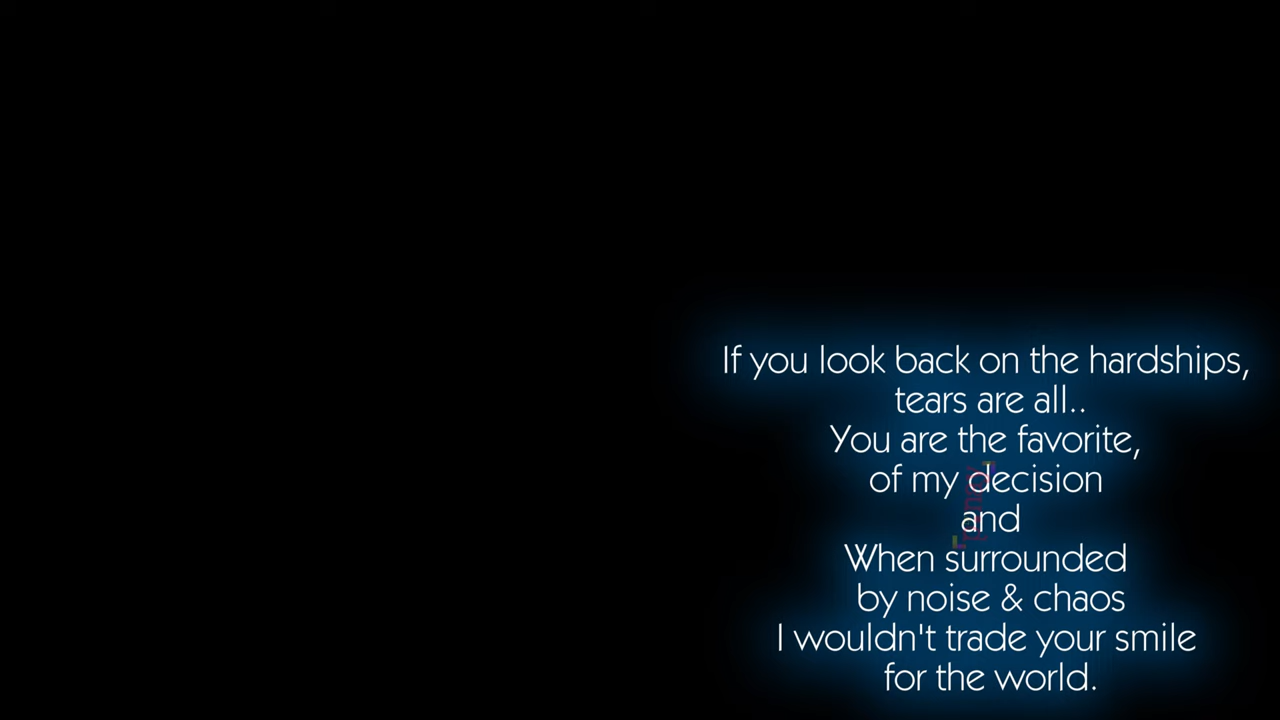 If you look back on the hardships,
tears are all..
You are the favorite,
of my decision
and
When surrounded
by noise & chaos
I wouldn't trade your smile
for the world.